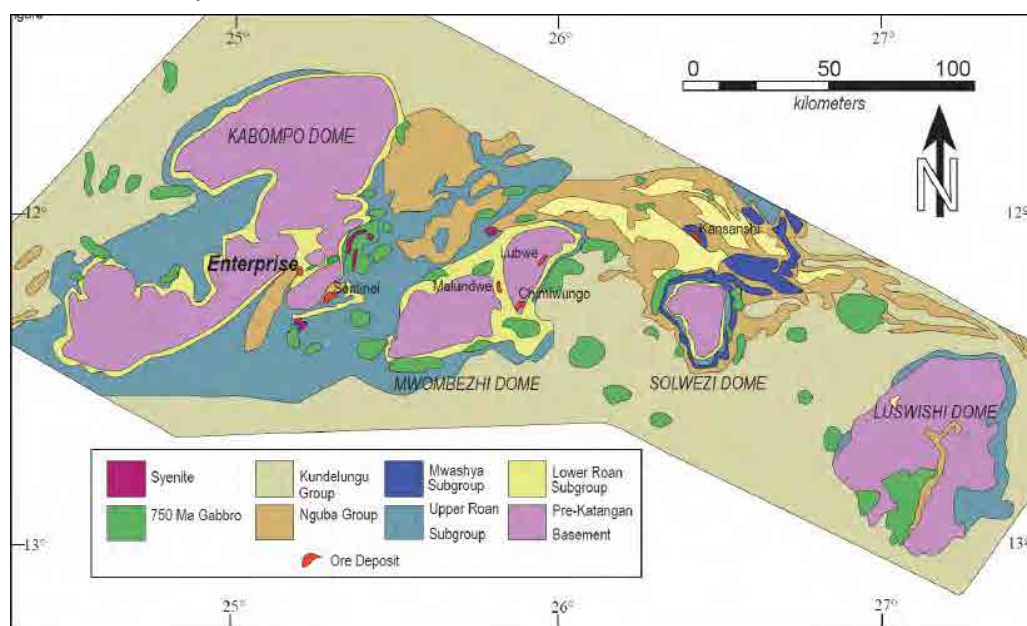 Figure
25°
26°
27°
0 50 100
kilometers
KABOMPO DOME
N
12°
12°
Kansanshi
Enterprise
Lubwe
Sentinel
Malundwe
Chimiwungo
MWOMBEZHI DOME
SOLWEZI DOME
LUSWISHI DOME
Syenite
Kundelungu
Group
Mwashya
Subgroup
Lower Roan
Subgroup
750 Ma Gabbro
Nguba Group
Upper Roan
Subgroup
Pre-Katangan
Basement
Ore Deposit
13°
13°
25°
26°
27°